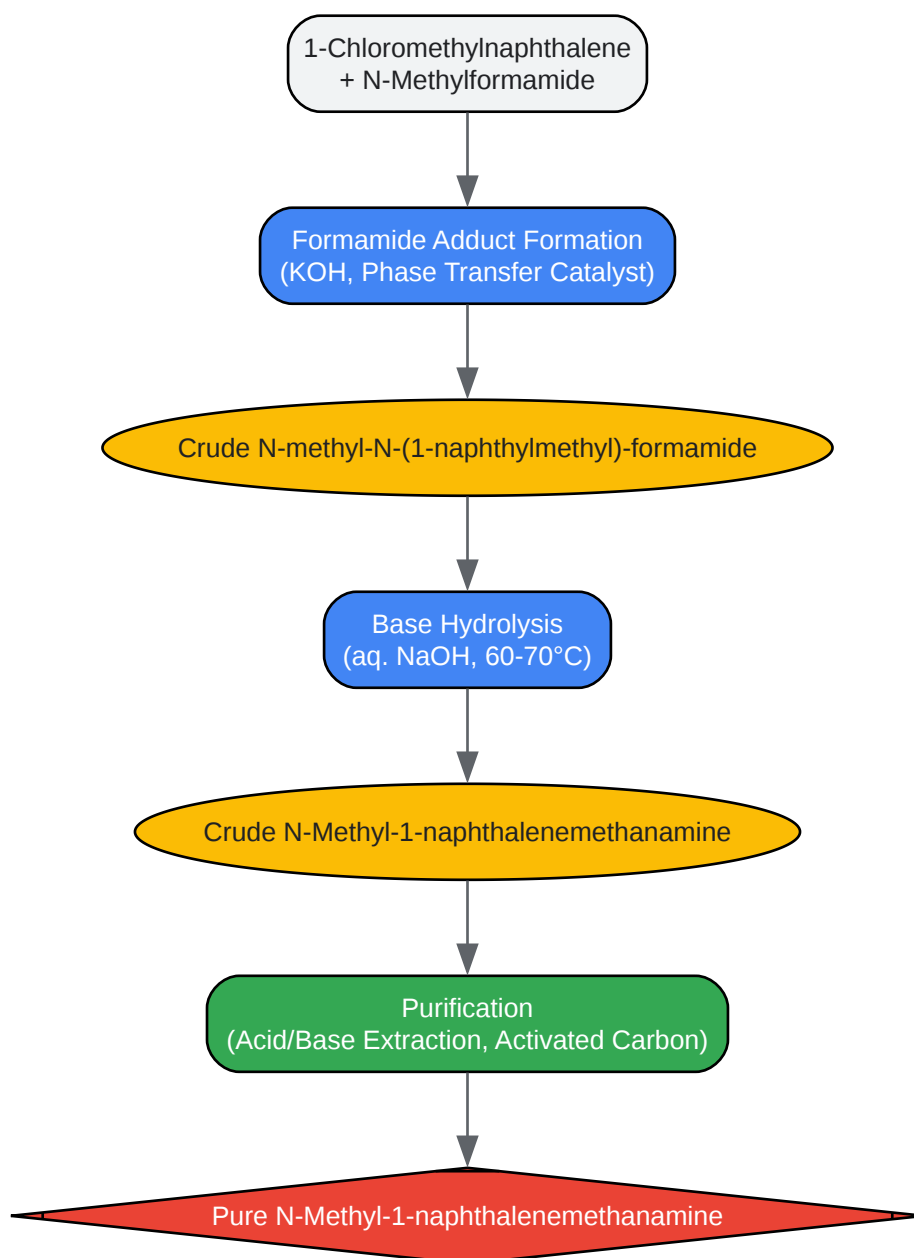 1-Chloromethylnaphthalene
+ N-Methylformamide
Formamide Adduct Formation
(KOH, Phase Transfer Catalyst)
Crude N-methyl-N-(1-naphthylmethyl)-formamide
Base Hydrolysis
(aq. NaOH, 60-70°C)
Crude N-Methyl-1-naphthalenemethanamine
Purification
(Acid/Base Extraction, Activated Carbon)
Pure N-Methyl-1-naphthalenemethanamine